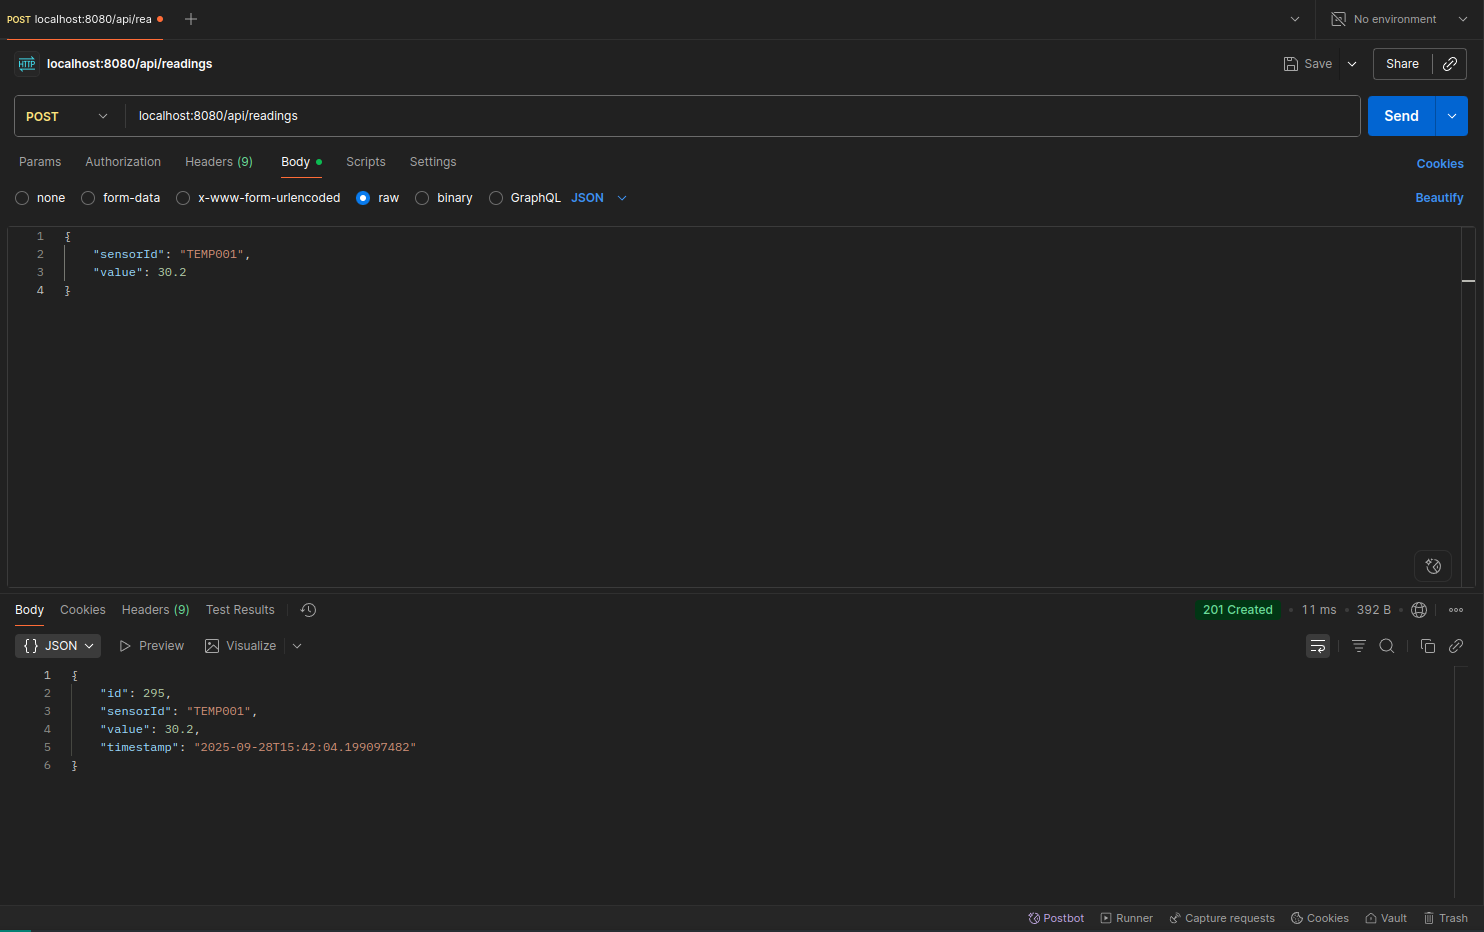 POST localhost:8080/api/rea
No environment
HTTP localhost:8080/api/readings
Save
Share
POST localhost:8080/api/readings
Send
Params Authorization Headers (9) Body Scripts Settings Cookies
none form-data x-www-form-urlencoded raw binary GraphQL JSON Beautify
1 {
2 "sensorId": "TEMP001",
3 "value": 30.2
4 }
Body Cookies Headers (9) Test Results 201 Created • 11 ms • 392 B •
{} JSON Preview Visualize
1 {
2 "id": 295,
3 "sensorId": "TEMP001",
4 "value": 30.2,
5 "timestamp": "2025-09-28T15:42:04.199097482"
6 }
Postbot Runner Capture requests Cookies Vault Trash